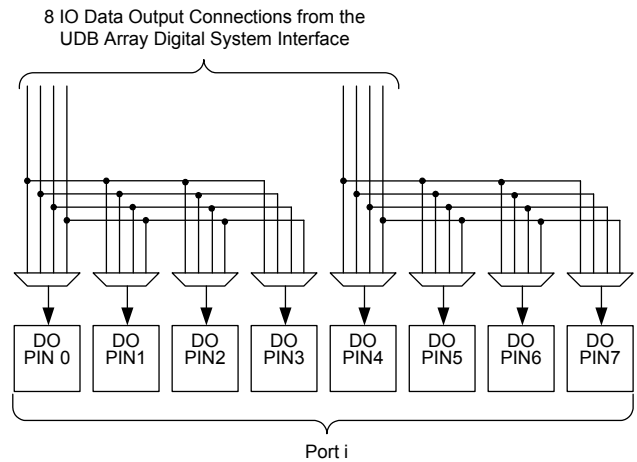 8 IO Data Output Connections from the
UDB Array Digital System Interface
DO
PIN 0
DO
PIN1
DO
PIN2
DO
PIN3
DO
PIN4
DO
PIN5
DO
PIN6
DO
PIN7
Port i